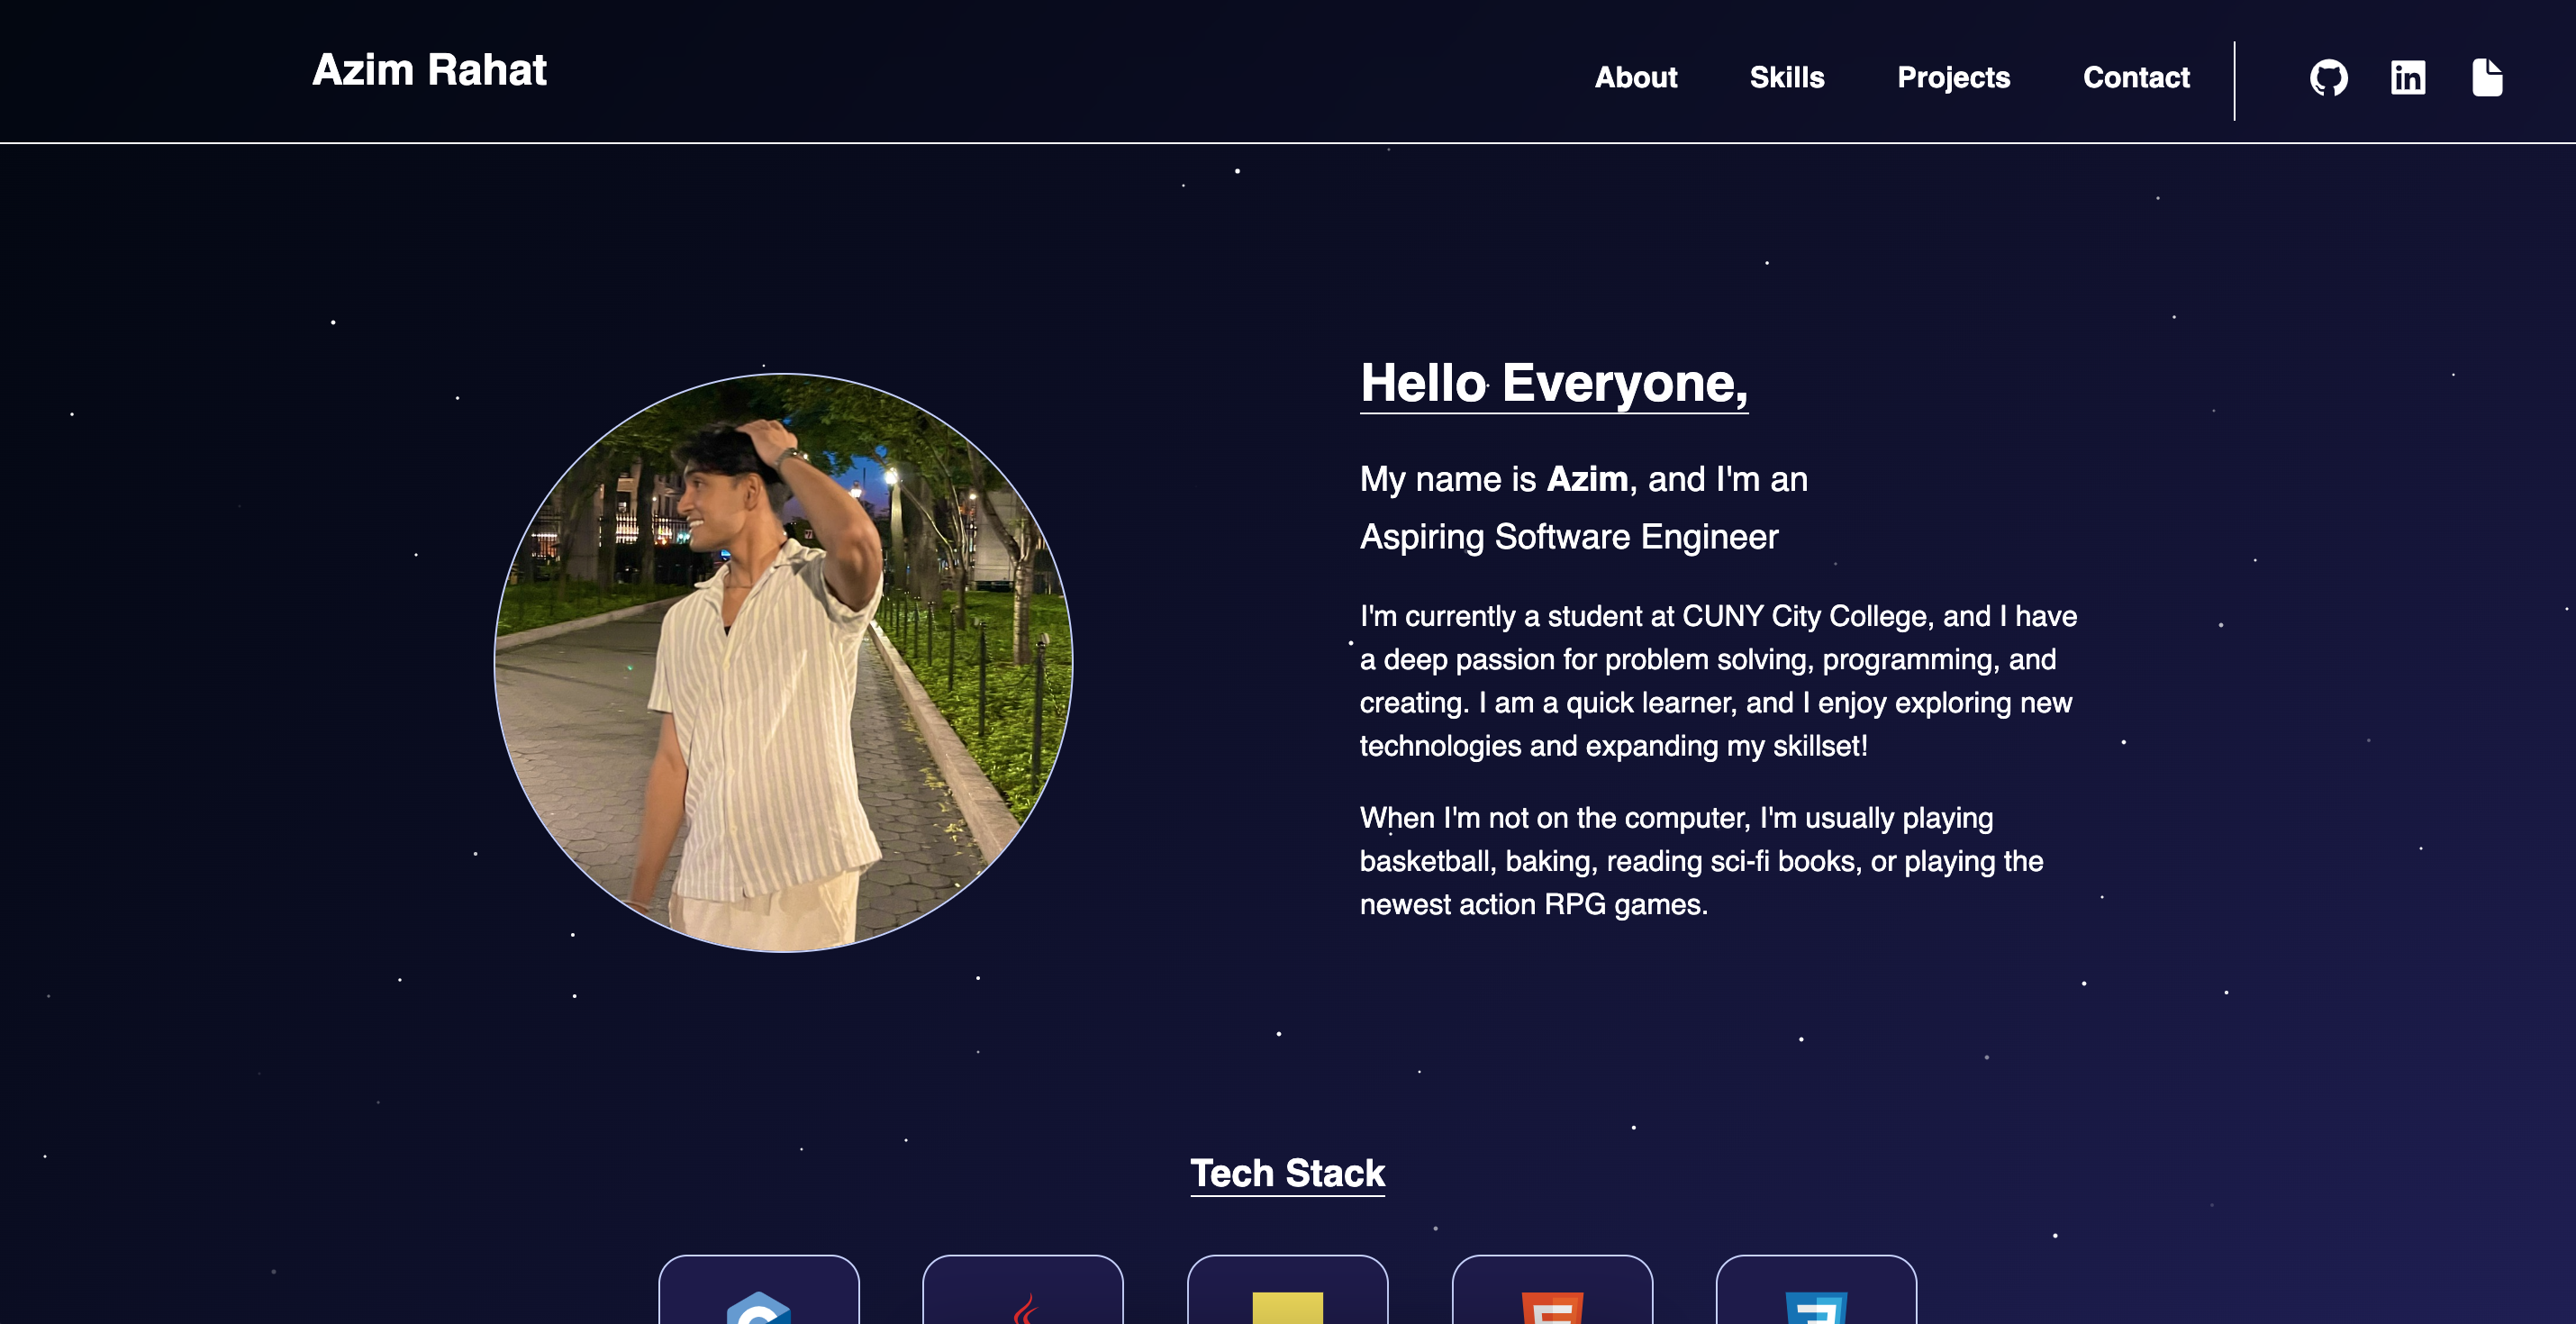 Azim Rahat
About Skills Projects Contact
in
Hello Everyone,
My name is Azim, and I'm an
Aspiring Software Engineer
I'm currently a student at CUNY City College, and I have
a deep passion for problem solving, programming, and
creating. I am a quick learner, and I enjoy exploring new
technologies and expanding my skillset!
When I'm not on the computer, I'm usually playing
basketball, baking, reading sci-fi books, or playing the
newest action RPG games.
Tech Stack